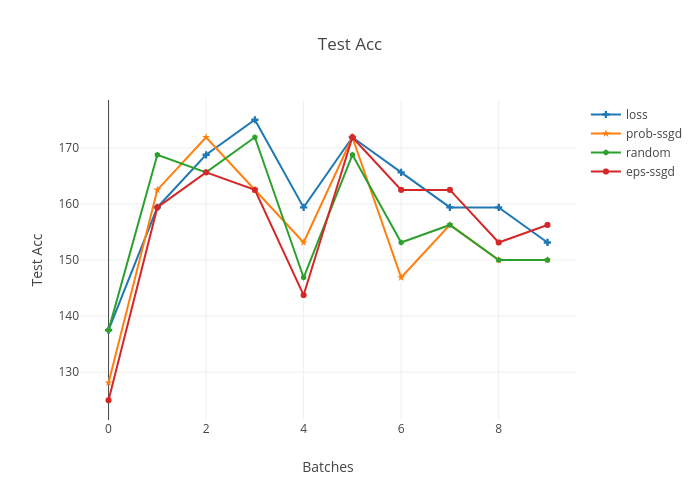 Test Acc
loss
prob-ssgd
random
eps-ssgd
170
160
150
140
130
Test Acc
0 2 4 6 8
Batches